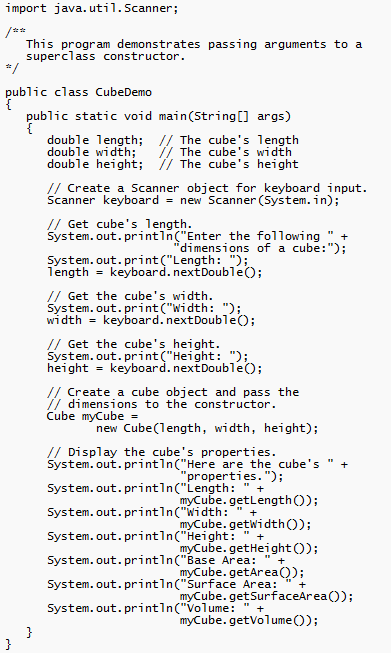 import java.util.Scanner;
/**
   This program demonstrates passing arguments to a
   superclass constructor.
*/
public class CubeDemo
{
   public static void main(String[] args)
   {
      double length;  // The cube's length
      double width;   // The cube's width
      double height;  // The cube's height
      // Create a Scanner object for keyboard input.
      Scanner keyboard = new Scanner(System.in);
      // Get cube's length.
      System.out.println("Enter the following " +
                         "dimensions of a cube:");
      System.out.print("Length: ");
      length = keyboard.nextDouble();
      // Get the cube's width.
      System.out.print("Width: ");
      width = keyboard.nextDouble();
      // Get the cube's height.
      System.out.print("Height: ");
      height = keyboard.nextDouble();
      // Create a cube object and pass the
      // dimensions to the constructor.
      Cube myCube =
             new Cube(length, width, height);
      // Display the cube's properties.
      System.out.println("Here are the cube's " +
                         "properties.");
      System.out.println("Length: " +
                         myCube.getLength());
      System.out.println("Width: " +
                         myCube.getWidth());
      System.out.println("Height: " +
                         myCube.getHeight());
      System.out.println("Base Area: " +
                         myCube.getArea());
      System.out.println("Surface Area: " +
                         myCube.getSurfaceArea());
      System.out.println("Volume: " +
                         myCube.getVolume());
   }
}